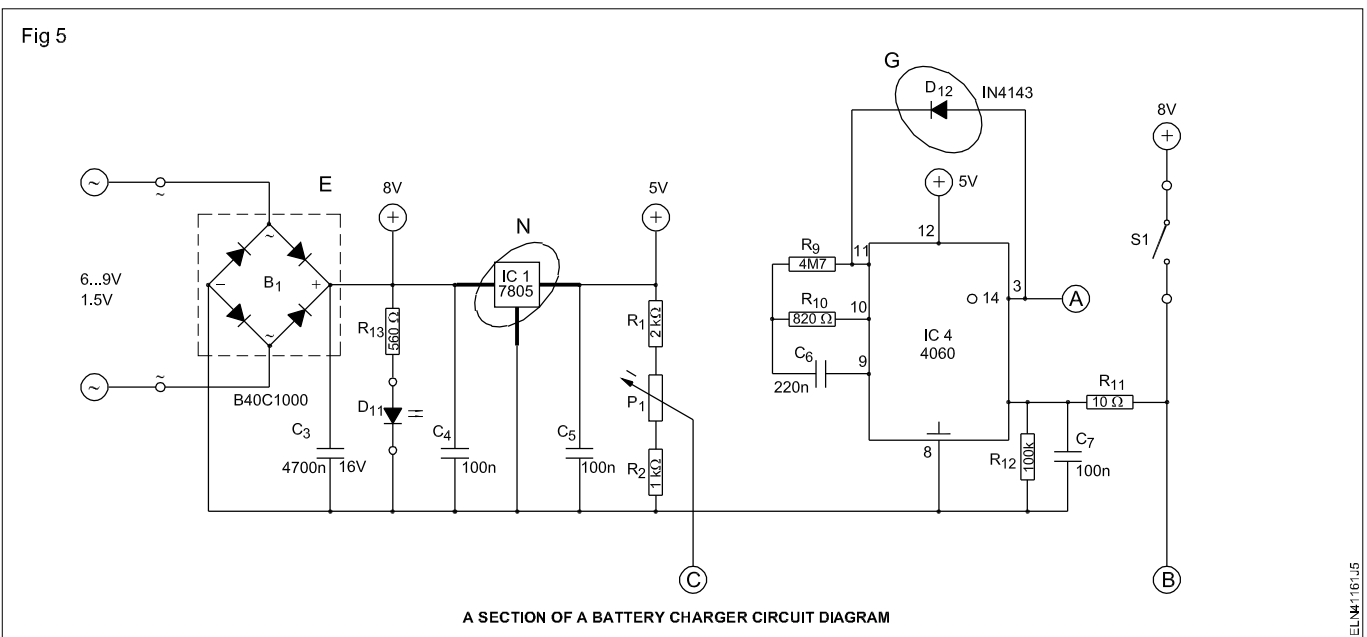 Fig 5
G
D12
IN4143
8V
+
E
8V
+
N
5V
+
+ 5V
12
S1
~
~
~
B1
-
+
~
6...9V
1.5V
~
~
B40C1000
IC 1
7805
R13
560 Ω
D11
C3
4700n
16V
C4
100n
C5
100n
R1
2 kΩ
P1
R2
1 kΩ
C
R9
4M7
11
R10
820 Ω
10
C6
220n
9
3
14
A
IC 4
4060
8
R11
10 Ω
R12
100k
C7
100n
B
A SECTION OF A BATTERY CHARGER CIRCUIT DIAGRAM
ELN41161J5